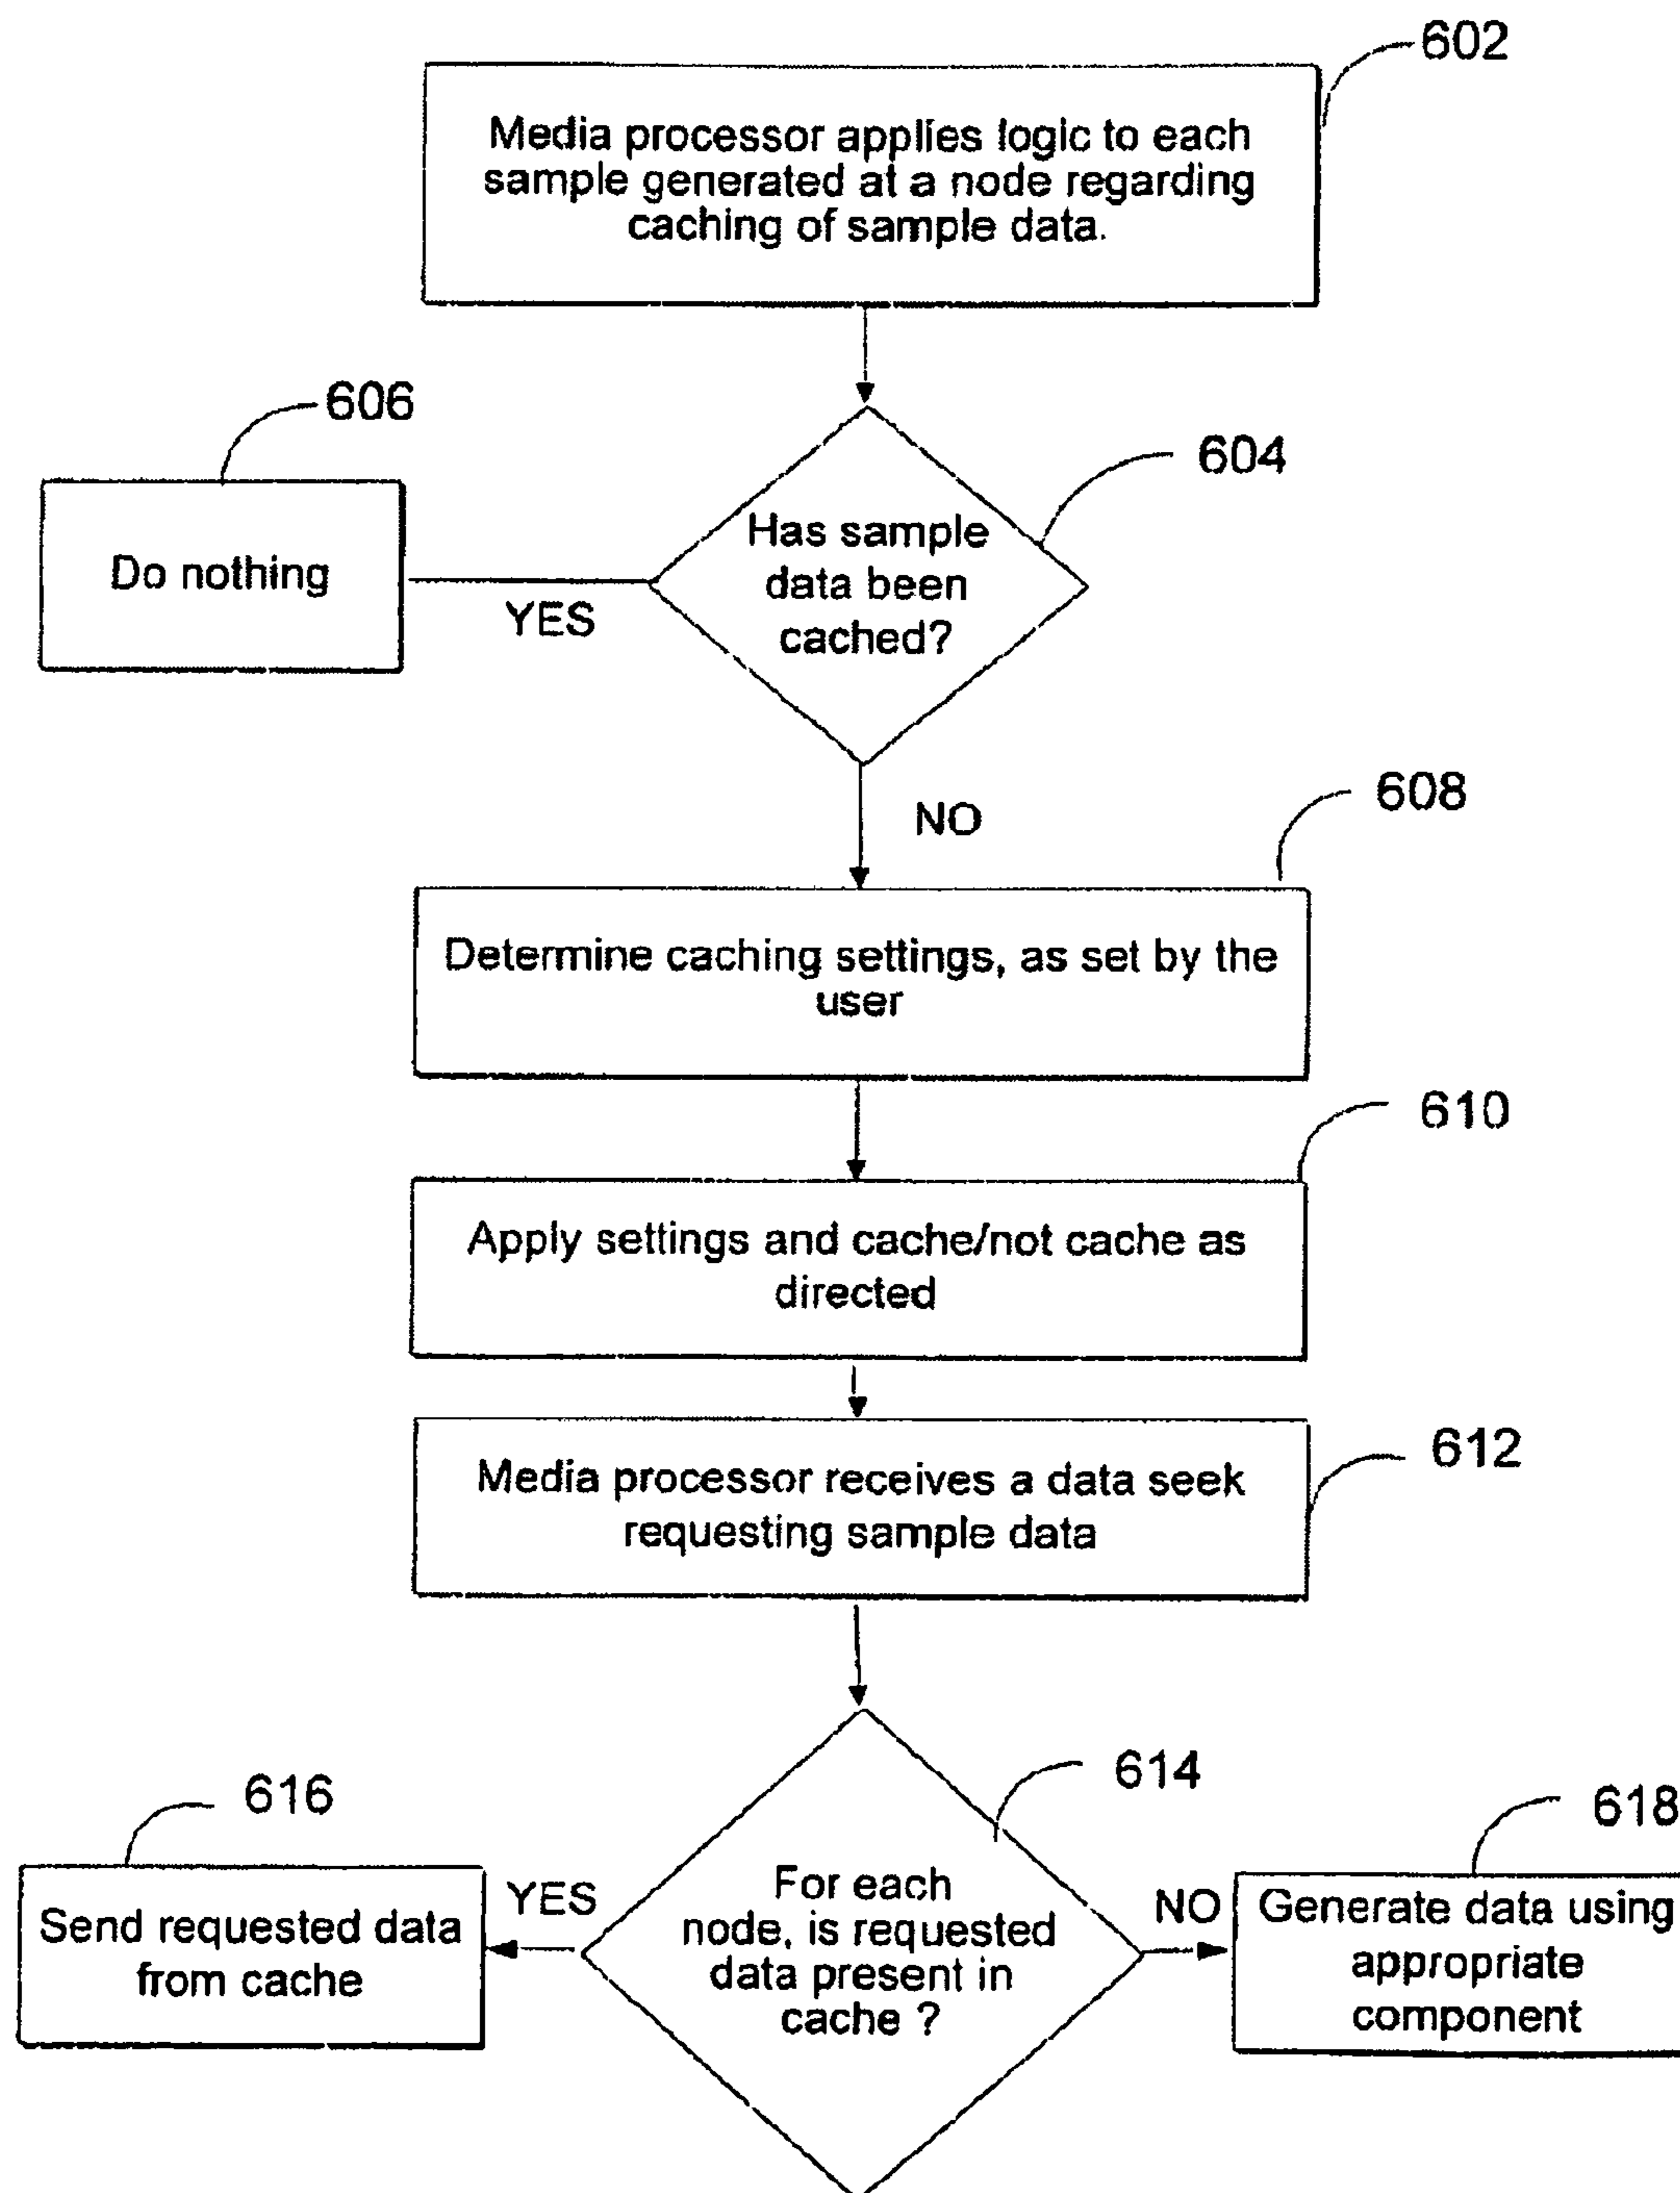 602
Media processor applies logic to each
sample generated at a node regarding
caching of sample data.
606
604
Do nothing
YES
Has sample
data been
cached?
NO
608
Determine caching settings, as set by the
user
610
Apply settings and cache/not cache as
directed
612
Media processor receives a data seek
requesting sample data
614
616
618
YES
NO
Send requested data
from cache
For each
node, is requested
data present in
cache ?
Generate data using
appropriate
component